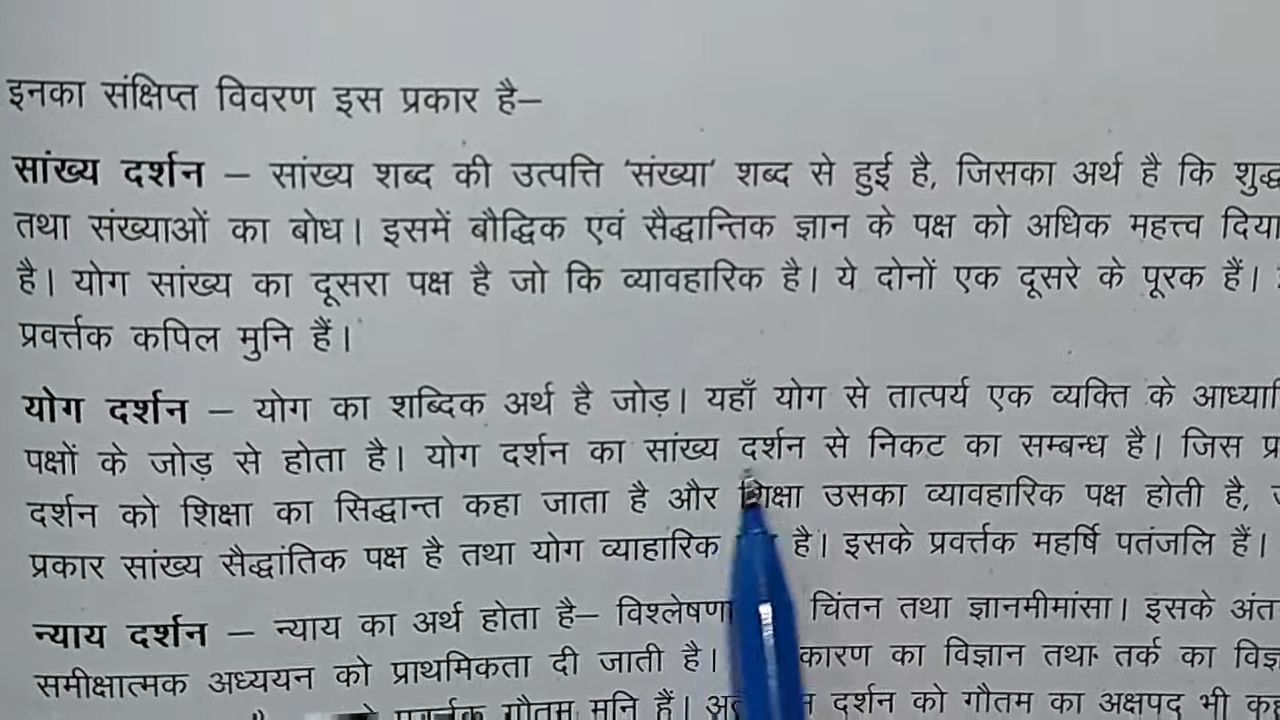 इनका संक्षिप्त विवरण इस प्रकार है–
सांख्य दर्शन – सांख्य शब्द की उत्पत्ति 'संख्या' शब्द से हुई है, जिसका अर्थ है कि शुद्ध
तथा संख्याओं का बोध। इसमें बौद्धिक एवं सैद्धान्तिक ज्ञान के पक्ष को अधिक महत्त्व दिया
है। योग सांख्य का दूसरा पक्ष है जो कि व्यावहारिक है। ये दोनों एक दूसरे के पूरक हैं।
प्रवर्त्तक कपिल मुनि हैं।
योग दर्शन – योग का शब्दिक अर्थ है जोड़। यहाँ योग से तात्पर्य एक व्यक्ति के
पक्षों के जोड़ से होता है। योग दर्शन का सांख्य दर्शन से निकट का सम्बन्ध है। जिस
दर्शन को शिक्षा का सिद्धान्त कहा जाता है और शिक्षा उसका व्यावहारिक पक्ष होती है,
प्रकार सांख्य सैद्धांतिक पक्ष है तथा योग व्याहारिक है। इसके प्रवर्त्तक महर्षि पतंजलि हैं।
न्याय दर्शन – न्याय का अर्थ होता है– चिंतन तथा ज्ञानमीमांसा। इसके
समीक्षात्मक अध्ययन को प्राथमिकता दी जाती है। कारण का विज्ञान तथा तर्क का
प्रवर्त्तक गौतम मुनि हैं। दर्शन को गौतम का अक्षपद भी